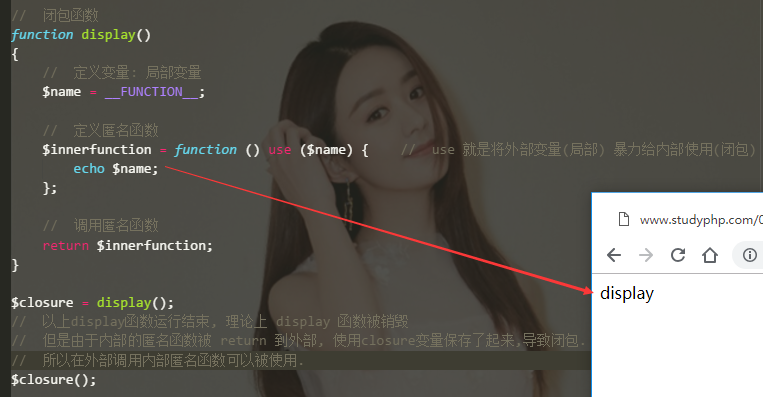 //  闭包函数
function display()
{
    //  定义变量: 局部变量
    $name = __FUNCTION__;
    //  定义匿名函数
    $innerfunction = function () use ($name) {    //  use 就是将外部变量(局部) 暴力给内部使用(闭包)
        echo $name;
    };
    //  调用匿名函数
    return $innerfunction;
}
$closure = display();
//  以上display函数运行结束, 理论上 display 函数被销毁
//  但是由于内部的匿名函数被 return 到外部, 使用closure变量保存了起来,导致闭包.
//  所以在外部调用内部匿名函数可以被使用.
$closure();
www.studyphp.com/0
display